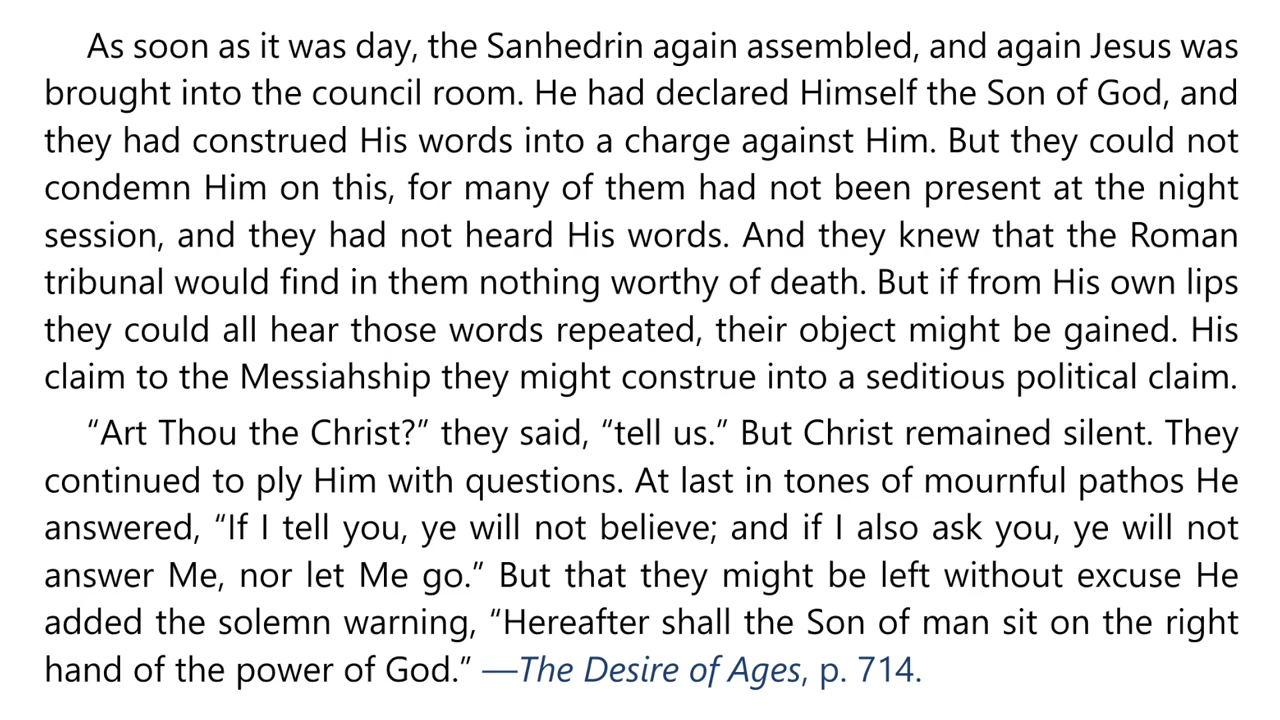 As soon as it was day, the Sanhedrin again assembled, and again Jesus was
brought into the council room. He had declared Himself the Son of God, and
they had construed His words into a charge against Him. But they could not
condemn Him on this, for many of them had not been present at the night
session, and they had not heard His words. And they knew that the Roman
tribunal would find in them nothing worthy of death. But if from His own lips
they could all hear those words repeated, their object might be gained. His
claim to the Messiahship they might construe into a seditious political claim.
“Art Thou the Christ?” they said, “tell us.” But Christ remained silent. They
continued to ply Him with questions. At last in tones of mournful pathos He
answered, “If I tell you, ye will not believe; and if I also ask you, ye will not
answer Me, nor let Me go.” But that they might be left without excuse He
added the solemn warning, “Hereafter shall the Son of man sit on the right
hand of the power of God.” —The Desire of Ages, p. 714.